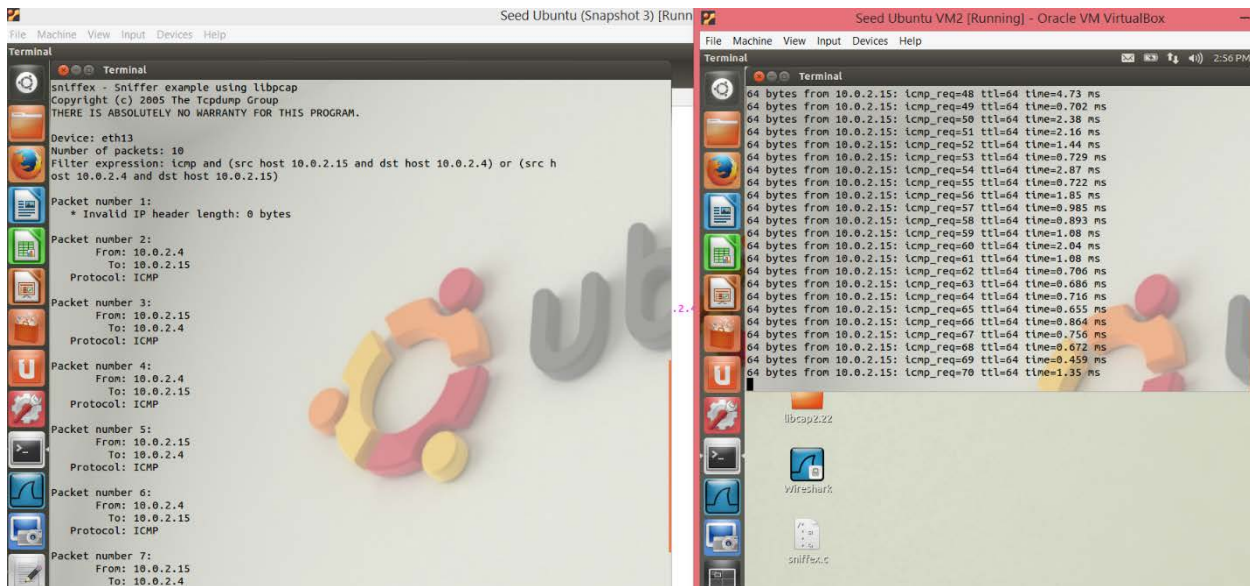 Seed Ubuntu (Snapshot 3) [Runn
File Machine View Input Devices Help
Terminal
Terminal
sniffex - Sniffer example using libpcap
Copyright (c) 2005 The Tcpdump Group
THERE IS ABSOLUTELY NO WARRANTY FOR THIS PROGRAM.
Device: eth13
Number of packets: 10
Filter expression: icmp and (src host 10.0.2.15 and dst host 10.0.2.4) or (src h
ost 10.0.2.4 and dst host 10.0.2.15)
Packet number 1:
* Invalid IP header length: 0 bytes
Packet number 2:
From: 10.0.2.4
To: 10.0.2.15
Protocol: ICMP
Packet number 3:
From: 10.0.2.15
To: 10.0.2.4
Protocol: ICMP
Packet number 4:
From: 10.0.2.4
To: 10.0.2.15
Protocol: ICMP
Packet number 5:
From: 10.0.2.15
To: 10.0.2.4
Protocol: ICMP
Packet number 6:
From: 10.0.2.4
To: 10.0.2.15
Protocol: ICMP
Packet number 7:
From: 10.0.2.15
To: 10.0.2.4
ub
.2.4
Seed Ubuntu VM2 [Running] - Oracle VM VirtualBox
File Machine View Input Devices Help
Terminal 2:56 PM
Terminal
64 bytes from 10.0.2.15: icmp_req=48 ttl=64 time=4.73 ms
64 bytes from 10.0.2.15: icmp_req=49 ttl=64 time=0.702 ms
64 bytes from 10.0.2.15: icmp_req=50 ttl=64 time=2.38 ms
64 bytes from 10.0.2.15: icmp_req=51 ttl=64 time=2.16 ms
64 bytes from 10.0.2.15: icmp_req=52 ttl=64 time=1.44 ms
64 bytes from 10.0.2.15: icmp_req=53 ttl=64 time=0.729 ms
64 bytes from 10.0.2.15: icmp_req=54 ttl=64 time=2.87 ms
64 bytes from 10.0.2.15: icmp_req=55 ttl=64 time=0.722 ms
64 bytes from 10.0.2.15: icmp_req=56 ttl=64 time=1.85 ms
64 bytes from 10.0.2.15: icmp_req=57 ttl=64 time=0.985 ms
64 bytes from 10.0.2.15: icmp_req=58 ttl=64 time=0.893 ms
64 bytes from 10.0.2.15: icmp_req=59 ttl=64 time=1.08 ms
64 bytes from 10.0.2.15: icmp_req=60 ttl=64 time=2.04 ms
64 bytes from 10.0.2.15: icmp_req=61 ttl=64 time=1.08 ms
64 bytes from 10.0.2.15: icmp_req=62 ttl=64 time=0.706 ms
64 bytes from 10.0.2.15: icmp_req=63 ttl=64 time=0.686 ms
64 bytes from 10.0.2.15: icmp_req=64 ttl=64 time=0.716 ms
64 bytes from 10.0.2.15: icmp_req=65 ttl=64 time=0.655 ms
64 bytes from 10.0.2.15: icmp_req=66 ttl=64 time=0.864 ms
64 bytes from 10.0.2.15: icmp_req=67 ttl=64 time=0.756 ms
64 bytes from 10.0.2.15: icmp_req=68 ttl=64 time=0.672 ms
64 bytes from 10.0.2.15: icmp_req=69 ttl=64 time=0.459 ms
64 bytes from 10.0.2.15: icmp_req=70 ttl=64 time=1.35 ms
libcap2.22
Wireshark
sniffex.c